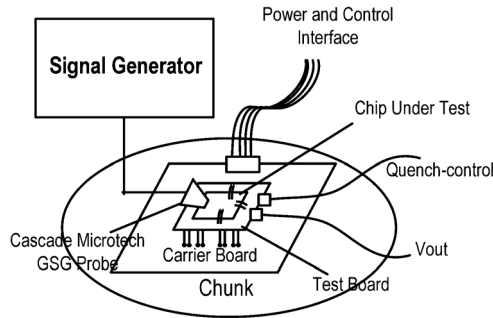 Power and Control
Interface
Signal Generator
Chip Under Test
Quench-control
Cascade Microtech
GSG Probe
Carrier Board
Vout
Test Board
Chunk